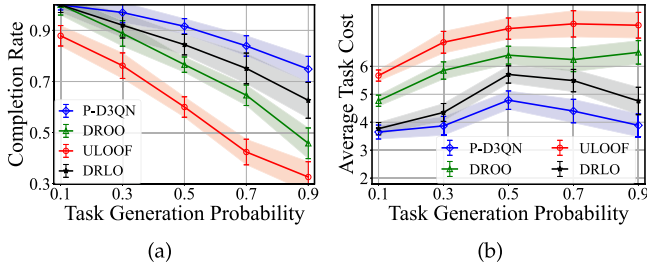 Completion Rate
0.9
0.7
0.5
0.3
P-D3QN
DROO
ULOOF
DRLO
0.1 0.3 0.5 0.7 0.9
Task Generation Probability
(a)
Average Task Cost
6
5
4
3
2
P-D3QN ULOOF
DROO DRLO
0.1 0.3 0.5 0.7 0.9
Task Generation Probability
(b)